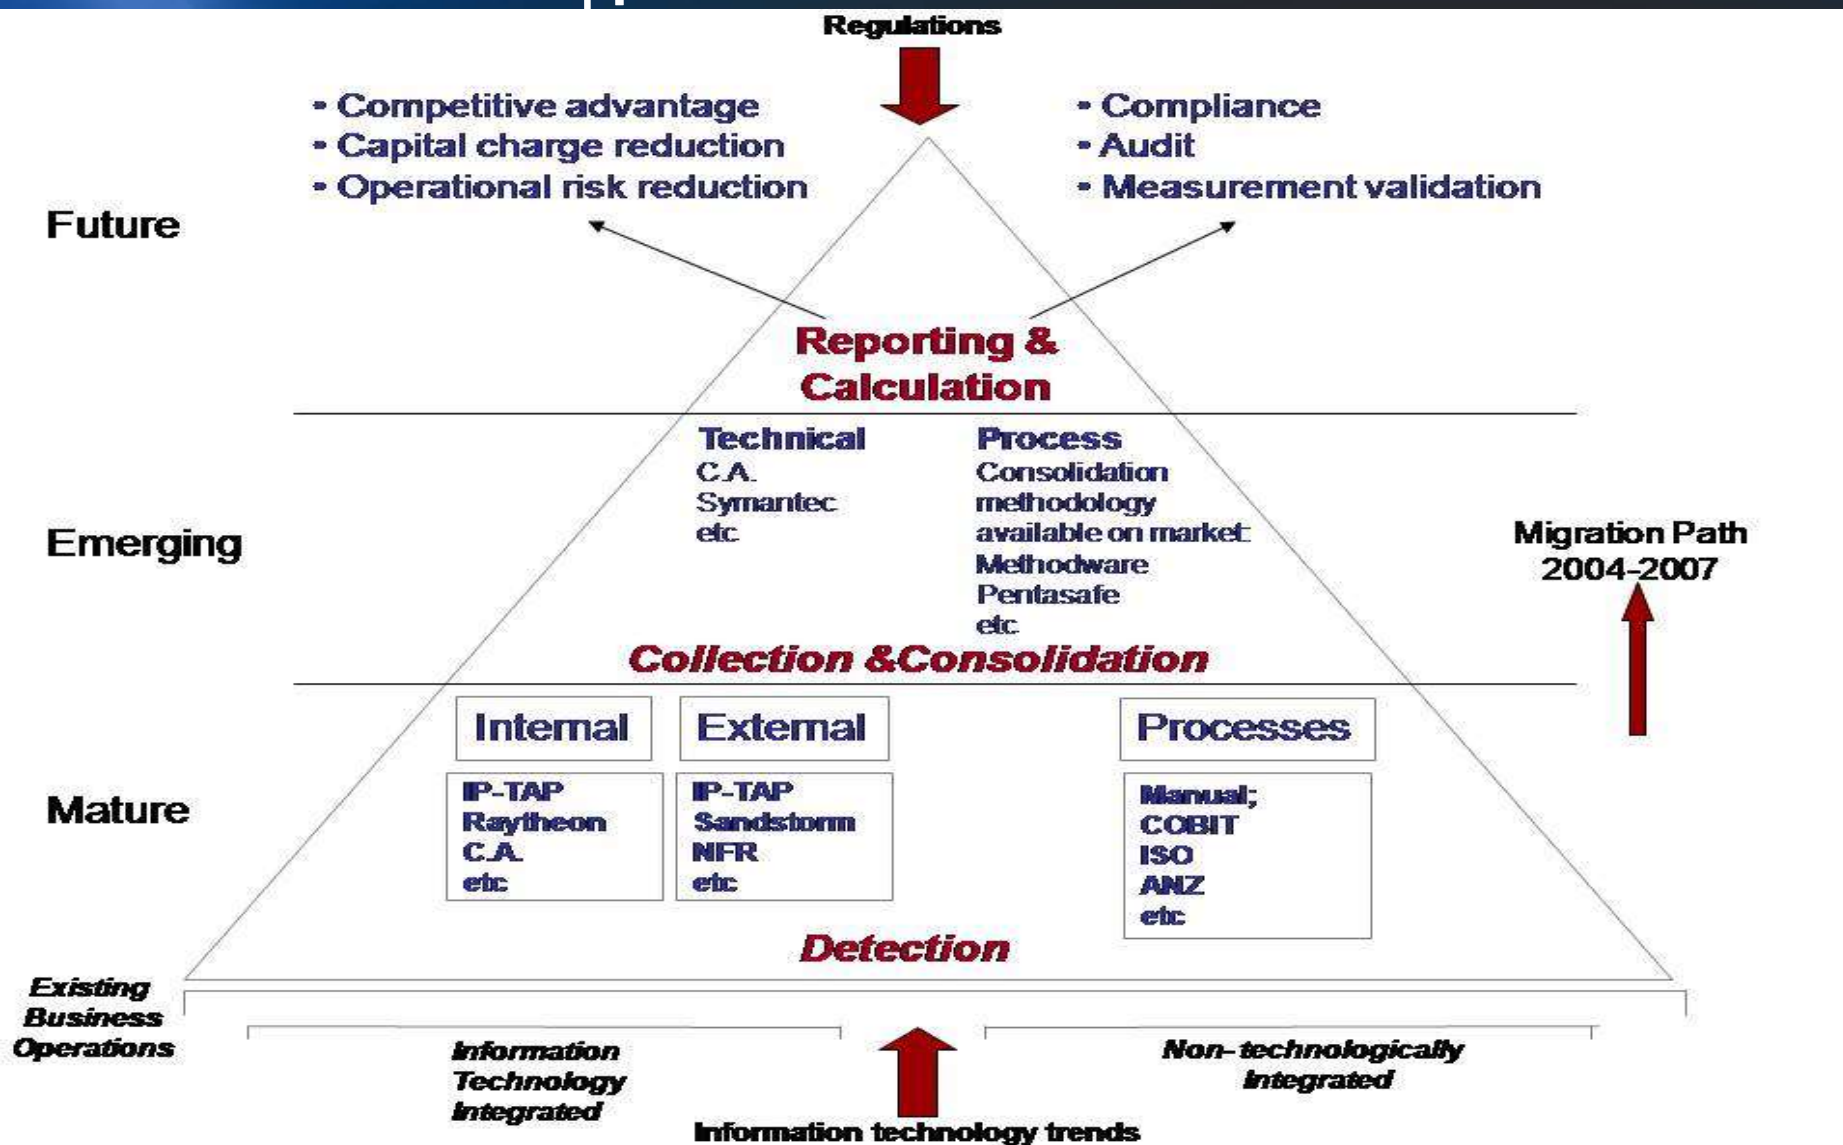 Regulations
• Competitive advantage
• Capital charge reduction
• Operational risk reduction
• Compliance
• Audit
• Measurement validation
Future
Reporting &
Calculation
Technical
C.A.
Symantec
etc
Process
Consolidation
methodology
available on market:
Methodware
Pentasafe
etc.
Emerging
Migration Path
2004-2007
Collection &Consolidation
Internal
External
Processes
IP-TAP
Raytheon
C.A.
etc
IP-TAP
Sandstorm
NFR
etc
Manual;
COBIT
ISO
ANZ
etc
Mature
Detection
Existing
Business
Operations
Information
Technology
Integrated
Non-technologically
Integrated
Information technology trends